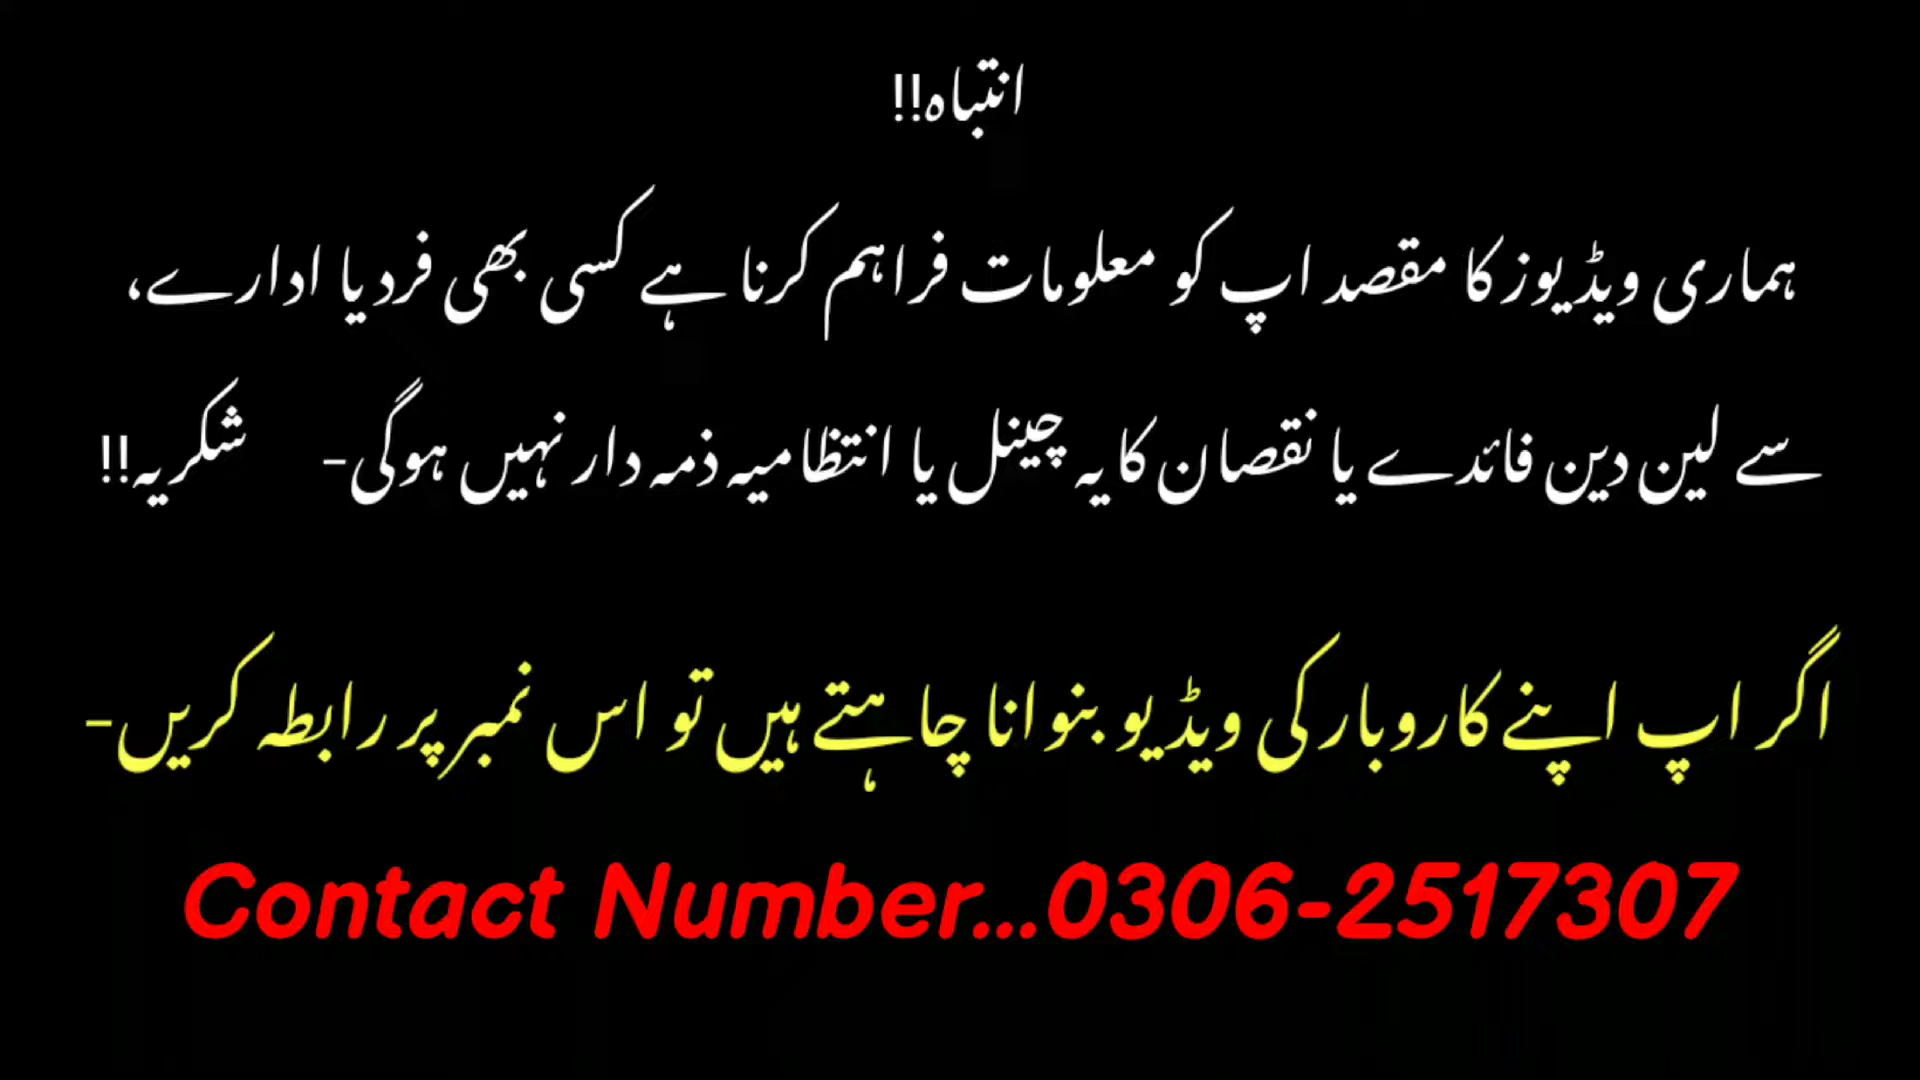 انتباہ!!
ہماری ویڈیوز کا مقصد اپ کو معلومات فراہم کرنا ہے کسی بھی فرد یا ادارے،
سے لین دین فائدے یا نقصان کا یہ چینل یا انتظامیہ ذمہ دار نہیں ہوگی- شکریہ!!
اگر اپ اپنے کاروبار کی ویڈیو بنوانا چاہتے ہیں تو اس نمبر پر رابطہ کریں-
Contact Number...0306-2517307